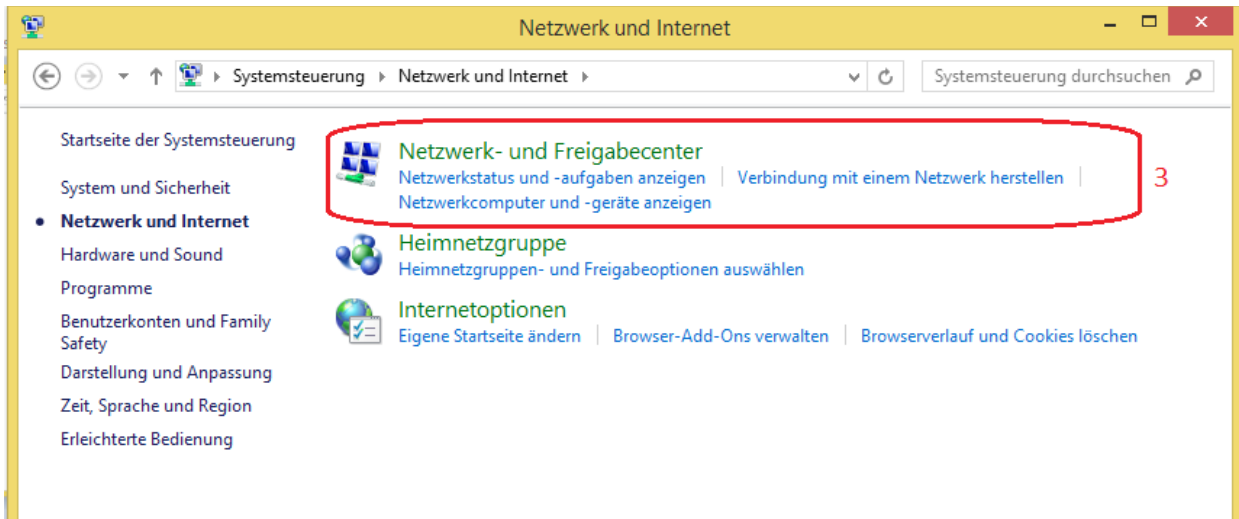 Netzwerk und Internet
Systemsteuerung Netzwerk und Internet
Systemsteuerung durchsuchen
Startseite der Systemsteuerung
System und Sicherheit
Netzwerk und Internet
Hardware und Sound
Programme
Benutzerkonten und Family
Safety
Darstellung und Anpassung
Zeit, Sprache und Region
Erleichterte Bedienung
Netzwerk- und Freigabecenter
Netzwerkstatus und -aufgaben anzeigen Verbindung mit einem Netzwerk herstellen
Netzwerkcomputer und -geräte anzeigen
3
Heimnetzgruppe
Heimnetzgruppen- und Freigabeoptionen auswählen
Internetoptionen
Eigene Startseite ändern Browser-Add-Ons verwalten Browserverlauf und Cookies löschen